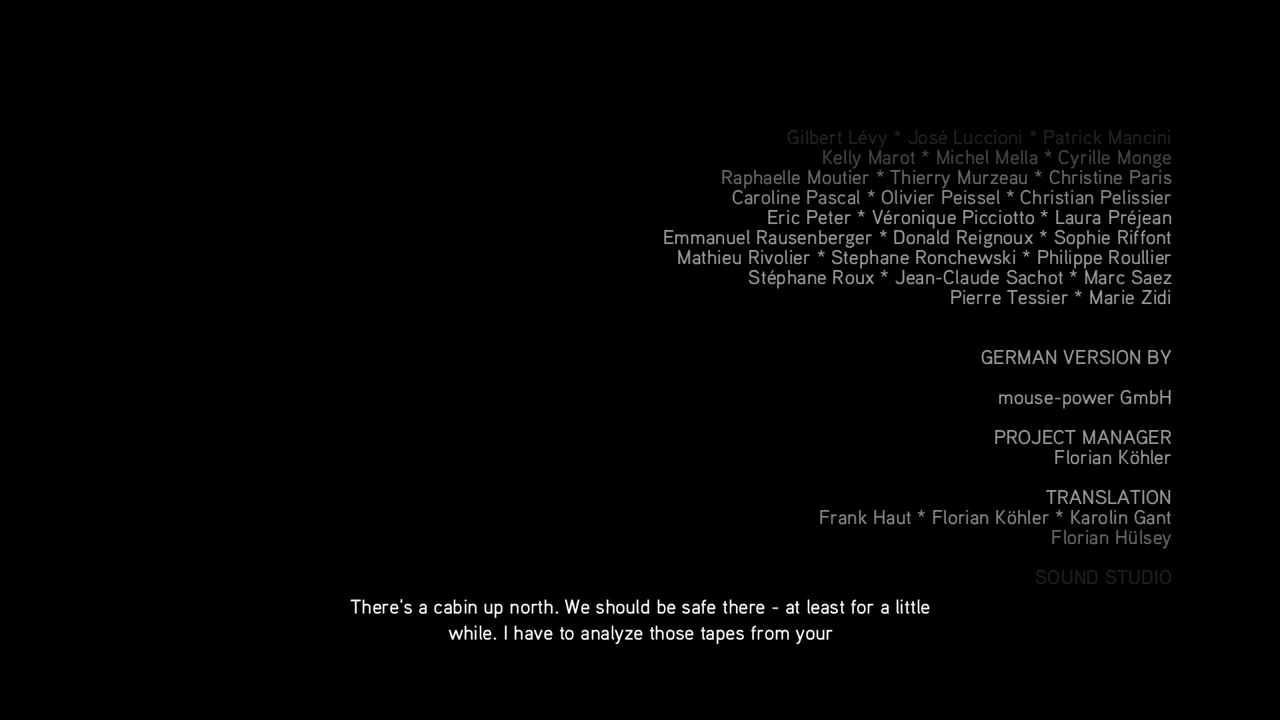 Gilbert Lévy * José Luccioni * Patrick Mancini
Kelly Marot * Michel Mella * Cyrille Monge
Raphaelle Moutier * Thierry Murzeau * Christine Paris
Caroline Pascal * Olivier Peissel * Christian Pelissier
Eric Peter * Véronique Picciotto * Laura Préjean
Emmanuel Rausenberger * Donald Reignoux * Sophie Riffont
Mathieu Rivolier * Stephane Ronchewski * Philippe Roullier
Stéphane Roux * Jean-Claude Sachot * Marc Saez
Pierre Tessier * Marie Zidi
GERMAN VERSION BY
mouse-power GmbH
PROJECT MANAGER
Florian Köhler
TRANSLATION
Frank Haut * Florian Köhler * Karolin Gant
Florian Hülsey
SOUND STUDIO
There's a cabin up north. We should be safe there - at least for a little
while. I have to analyze those tapes from your